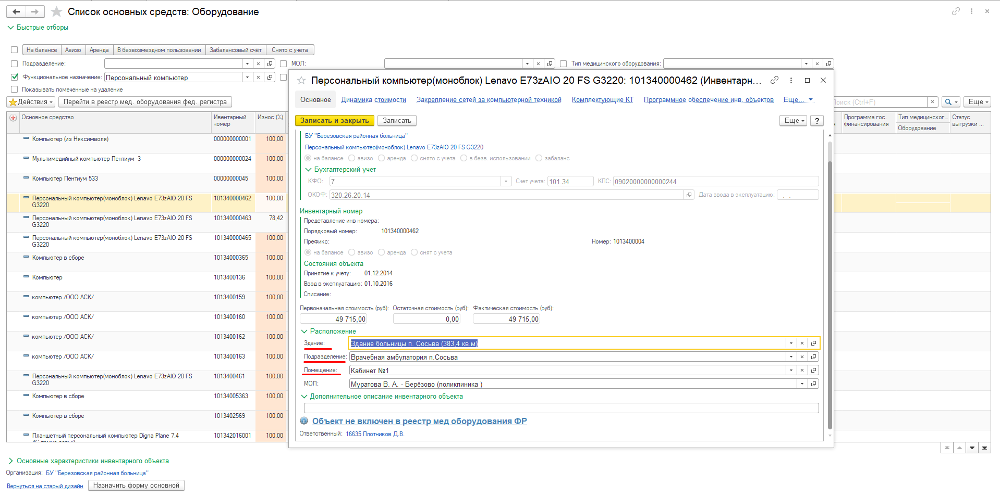 Список основных средств: Оборудование
Быстрые отборы
На балансе Авизо Аренда В безвозмездном пользовании Забалансовый счёт Снято с учета
Подразделение: МОЛ: Тип медицинского оборудования:
Функциональное назначение: Персональный компьютер
Показывать помеченные на удаление
Действия Перейти в реестр мед. оборудования фед. регистра
Поиск (Ctrl+F) × Еще
Основное средство Ивентарный номер Износ (%)
Программа гос. финансирования Тип медицинског... Оборудование Статус выгрузки ...
Компьютер (из Няксимволя) 000000000001 100,00
Мультимедийный компьютер Пентиум -3 000000000024 100,00
Компьютер Пентиум 533 00000000045 100,00
Персональный компьютер(моноблок) Lenavo E73zAIO 20 FS G3220 101340000462 100,00
Персональный компьютер(моноблок) Lenavo E73zAIO 20 FS G3220 101340000463 78,42
Персональный компьютер(моноблок) Lenavo E73zAIO 20 FS G3220 101340000465 100,00
Компьютер в сборе 10134000365 100,00
Компьютер 1013400136 100,00
компьютер /ООО АСК/ 1013400159 100,00
компьютер /ООО АСК/ 1013400160 100,00
компьютер /ООО АСК/ 1013400162 100,00
компьютер /ООО АСК/ 1013400163 100,00
Персональный компьютер(моноблок) Lenavo E73zAIO 20 FS G3220 1013400461 100,00
Компьютер в сборе 10134005363 100,00
Компьютер в сборе 1013402569 100,00
Планшетный персональный компьютер Digna Plane 7.4 101342016001 100,00
Основные характеристики инвентарного объекта
Организация: БУ "Березовская районная больница"
Вернуться на старый дизайн Назначить форму основной
Персональный компьютер(моноблок) Lenavo E73zAIO 20 FS G3220: 101340000462 (Инвентарн...
Основное Динамика стоимости Закрепление сетей за компьютерной техникой Комплектующие КТ Программное обеспечение инв. объектов Еще...
Записать и закрыть Записать Еще ?
БУ "Березовская районная больница"
Персональный компьютер(моноблок) Lenavo E73zAIO 20 FS G3220
на балансе авизо аренда снято с учета в безв. использовании забаланс
Бухгалтерский учет
КФО: 7 Счет учета: 101.34 КПС: 09020000000000244
ОКОФ: 320.26.20.14 Дата ввода в эксплуатацию: . .
Инвентарный номер
Представление инв номера:
Порядковый номер: 101340000462
Префикс: Номер: 1013400004
на балансе авизо аренда снят с учета
Состояния объекта
Принятие к учету: 01.12.2014
Ввод в эксплуатацию: 01.10.2016
Списание:
Первоначальная стоимость (руб): Остаточная стоимость (руб): Фактическая стоимость (руб):
49 715,00 0,00 49 715,00
Расположение
Здание: Здание больницы п. Сосьва (383,4 кв.м)
Подразделение: Врачебная амбулатория п.Сосьва
Помещение: Кабинет №1
МОЛ: Муратова В. А. - Берёзово (поликлиника )
Дополнительное описание инвентарного объекта
Объект не включен в реестр мед оборудования ФР
Ответственный: 16635 Плотников Д.В.